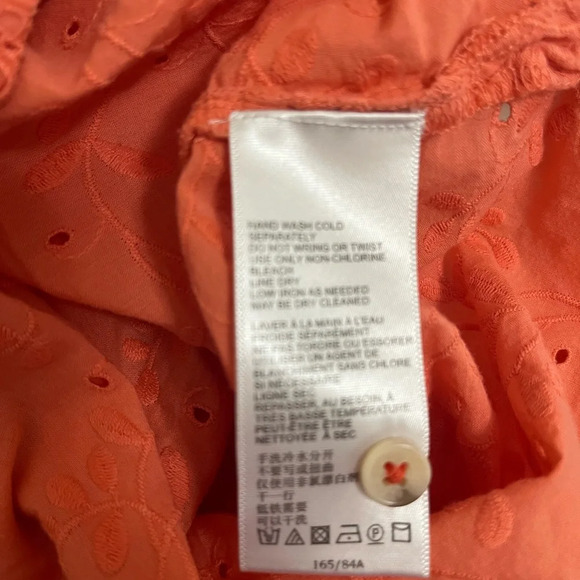 HAND WASH COLD
SEPARATELY
DO NOT WRING OR TWIST
USE ONLY NON-CHLORINE
BLEACH
LINE DRY
LOW IRON AS NEEDED
MAY BE DRY CLEANED
LAVER À LA MAIN À L'EAU
FROIDE SÉPARÉMENT
NE PAS TORDRE OU ESSORER
UTILISER UN AGENT DE
BLANCHIMENT SANS CHLORE
SI NÉCESSAIRE
LIGNE SEC
REPASSER AU BESOIN À
TRÈS BASSE TEMPÉRATURE
PEUT-ÊTRE ÊTRE
NETTOYÉE À SEC
手洗冷水分开
不要写或扭曲
仅使用非氯漂白
干一行
低铁需要
可以干洗
165/84A